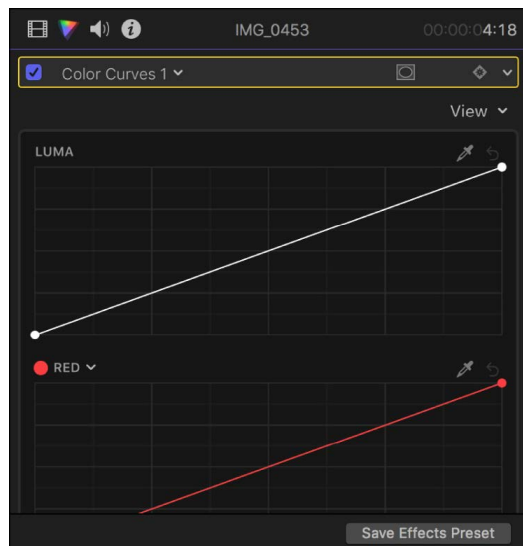 IMG_0453 00:00:04:18
Color Curves 1
View
LUMA
RED
Save Effects Preset